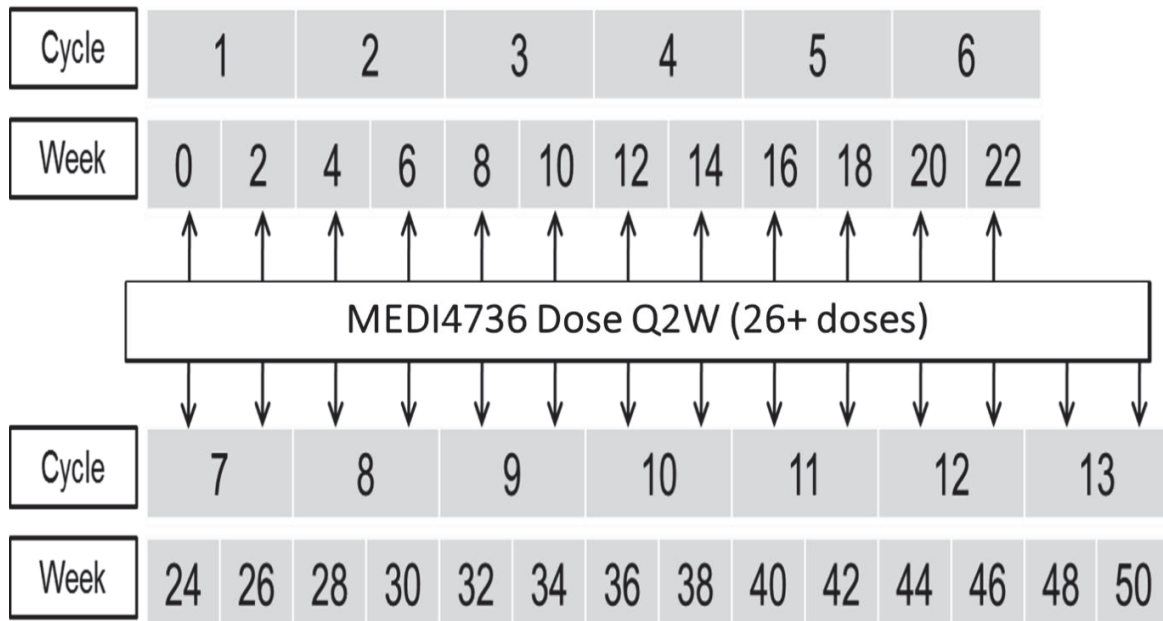 Cycle 1 2 3 4 5 6
Week 0 2 4 6 8 10 12 14 16 18 20 22
MEDI4736 Dose Q2W (26+ doses)
Cycle 7 8 9 10 11 12 13
Week 24 26 28 30 32 34 36 38 40 42 44 46 48 50